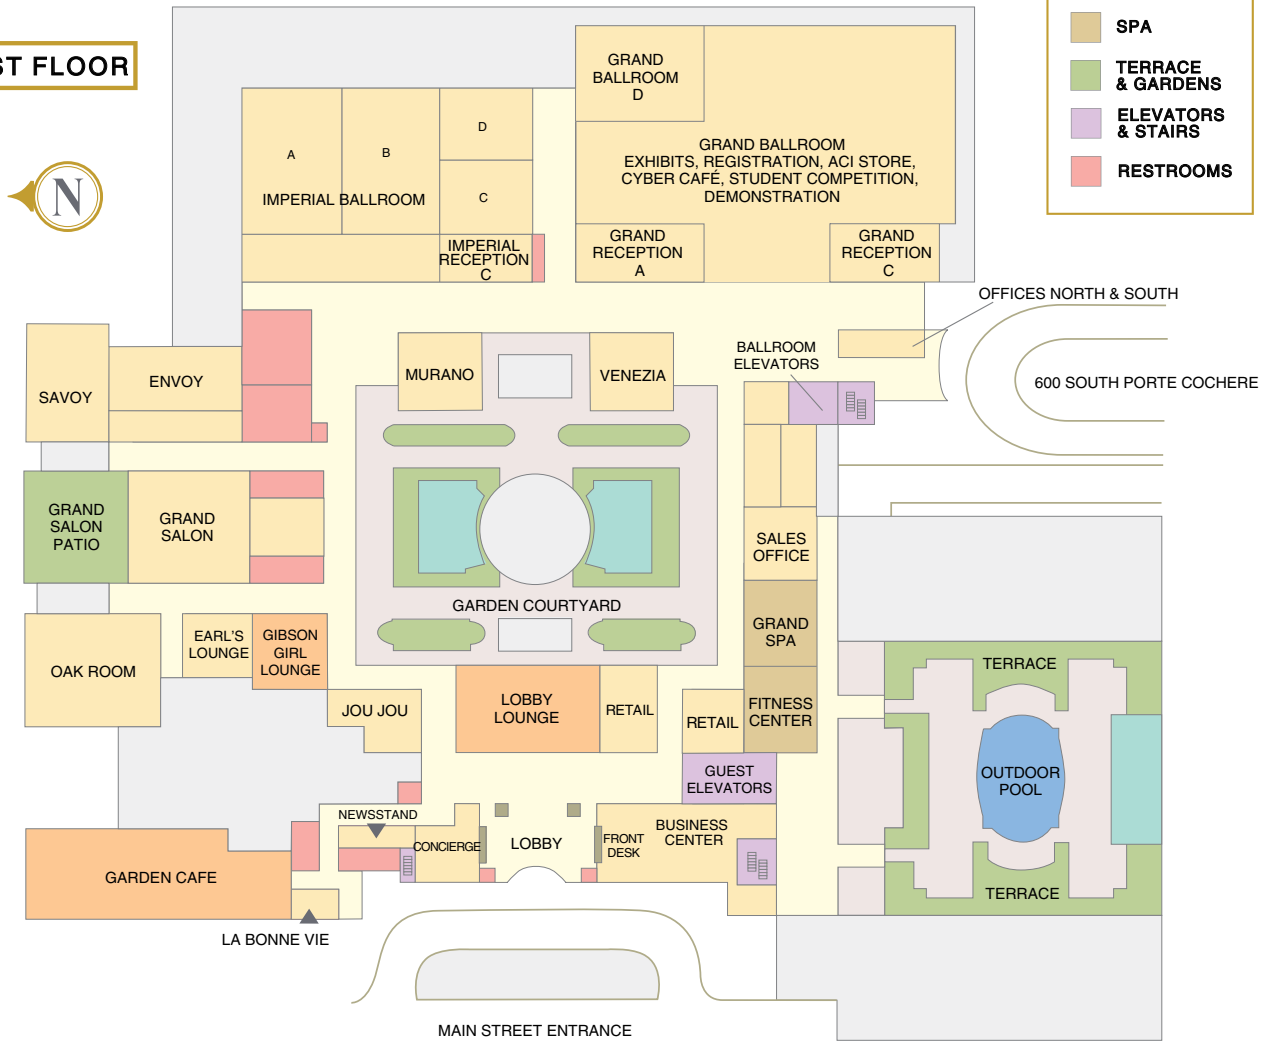 ST FLOOR
SPA
TERRACE
& GARDENS
ELEVATORS
& STAIRS
RESTROOMS
N
GRAND
BALLROOM
D
A
B
D
C
IMPERIAL BALLROOM
IMPERIAL
RECEPTION
C
GRAND BALLROOM
EXHIBITS, REGISTRATION, ACI STORE,
CYBER CAFÉ, STUDENT COMPETITION,
DEMONSTRATION
GRAND
RECEPTION
A
GRAND
RECEPTION
C
OFFICES NORTH & SOUTH
BALLROOM
ELEVATORS
600 SOUTH PORTE COCHERE
SAVOY
ENVOY
MURANO
VENEZIA
GRAND
SALON
PATIO
GRAND
SALON
SALES
OFFICE
GARDEN COURTYARD
GRAND
SPA
OAK ROOM
EARL'S
LOUNGE
GIBSON
GIRL
LOUNGE
JOU JOU
LOBBY
LOUNGE
RETAIL
RETAIL
FITNESS
CENTER
TERRACE
OUTDOOR
POOL
TERRACE
GUEST
ELEVATORS
NEWSSTAND
CONCIERGE
LOBBY
FRONT
DESK
BUSINESS
CENTER
GARDEN CAFE
LA BONNE VIE
MAIN STREET ENTRANCE